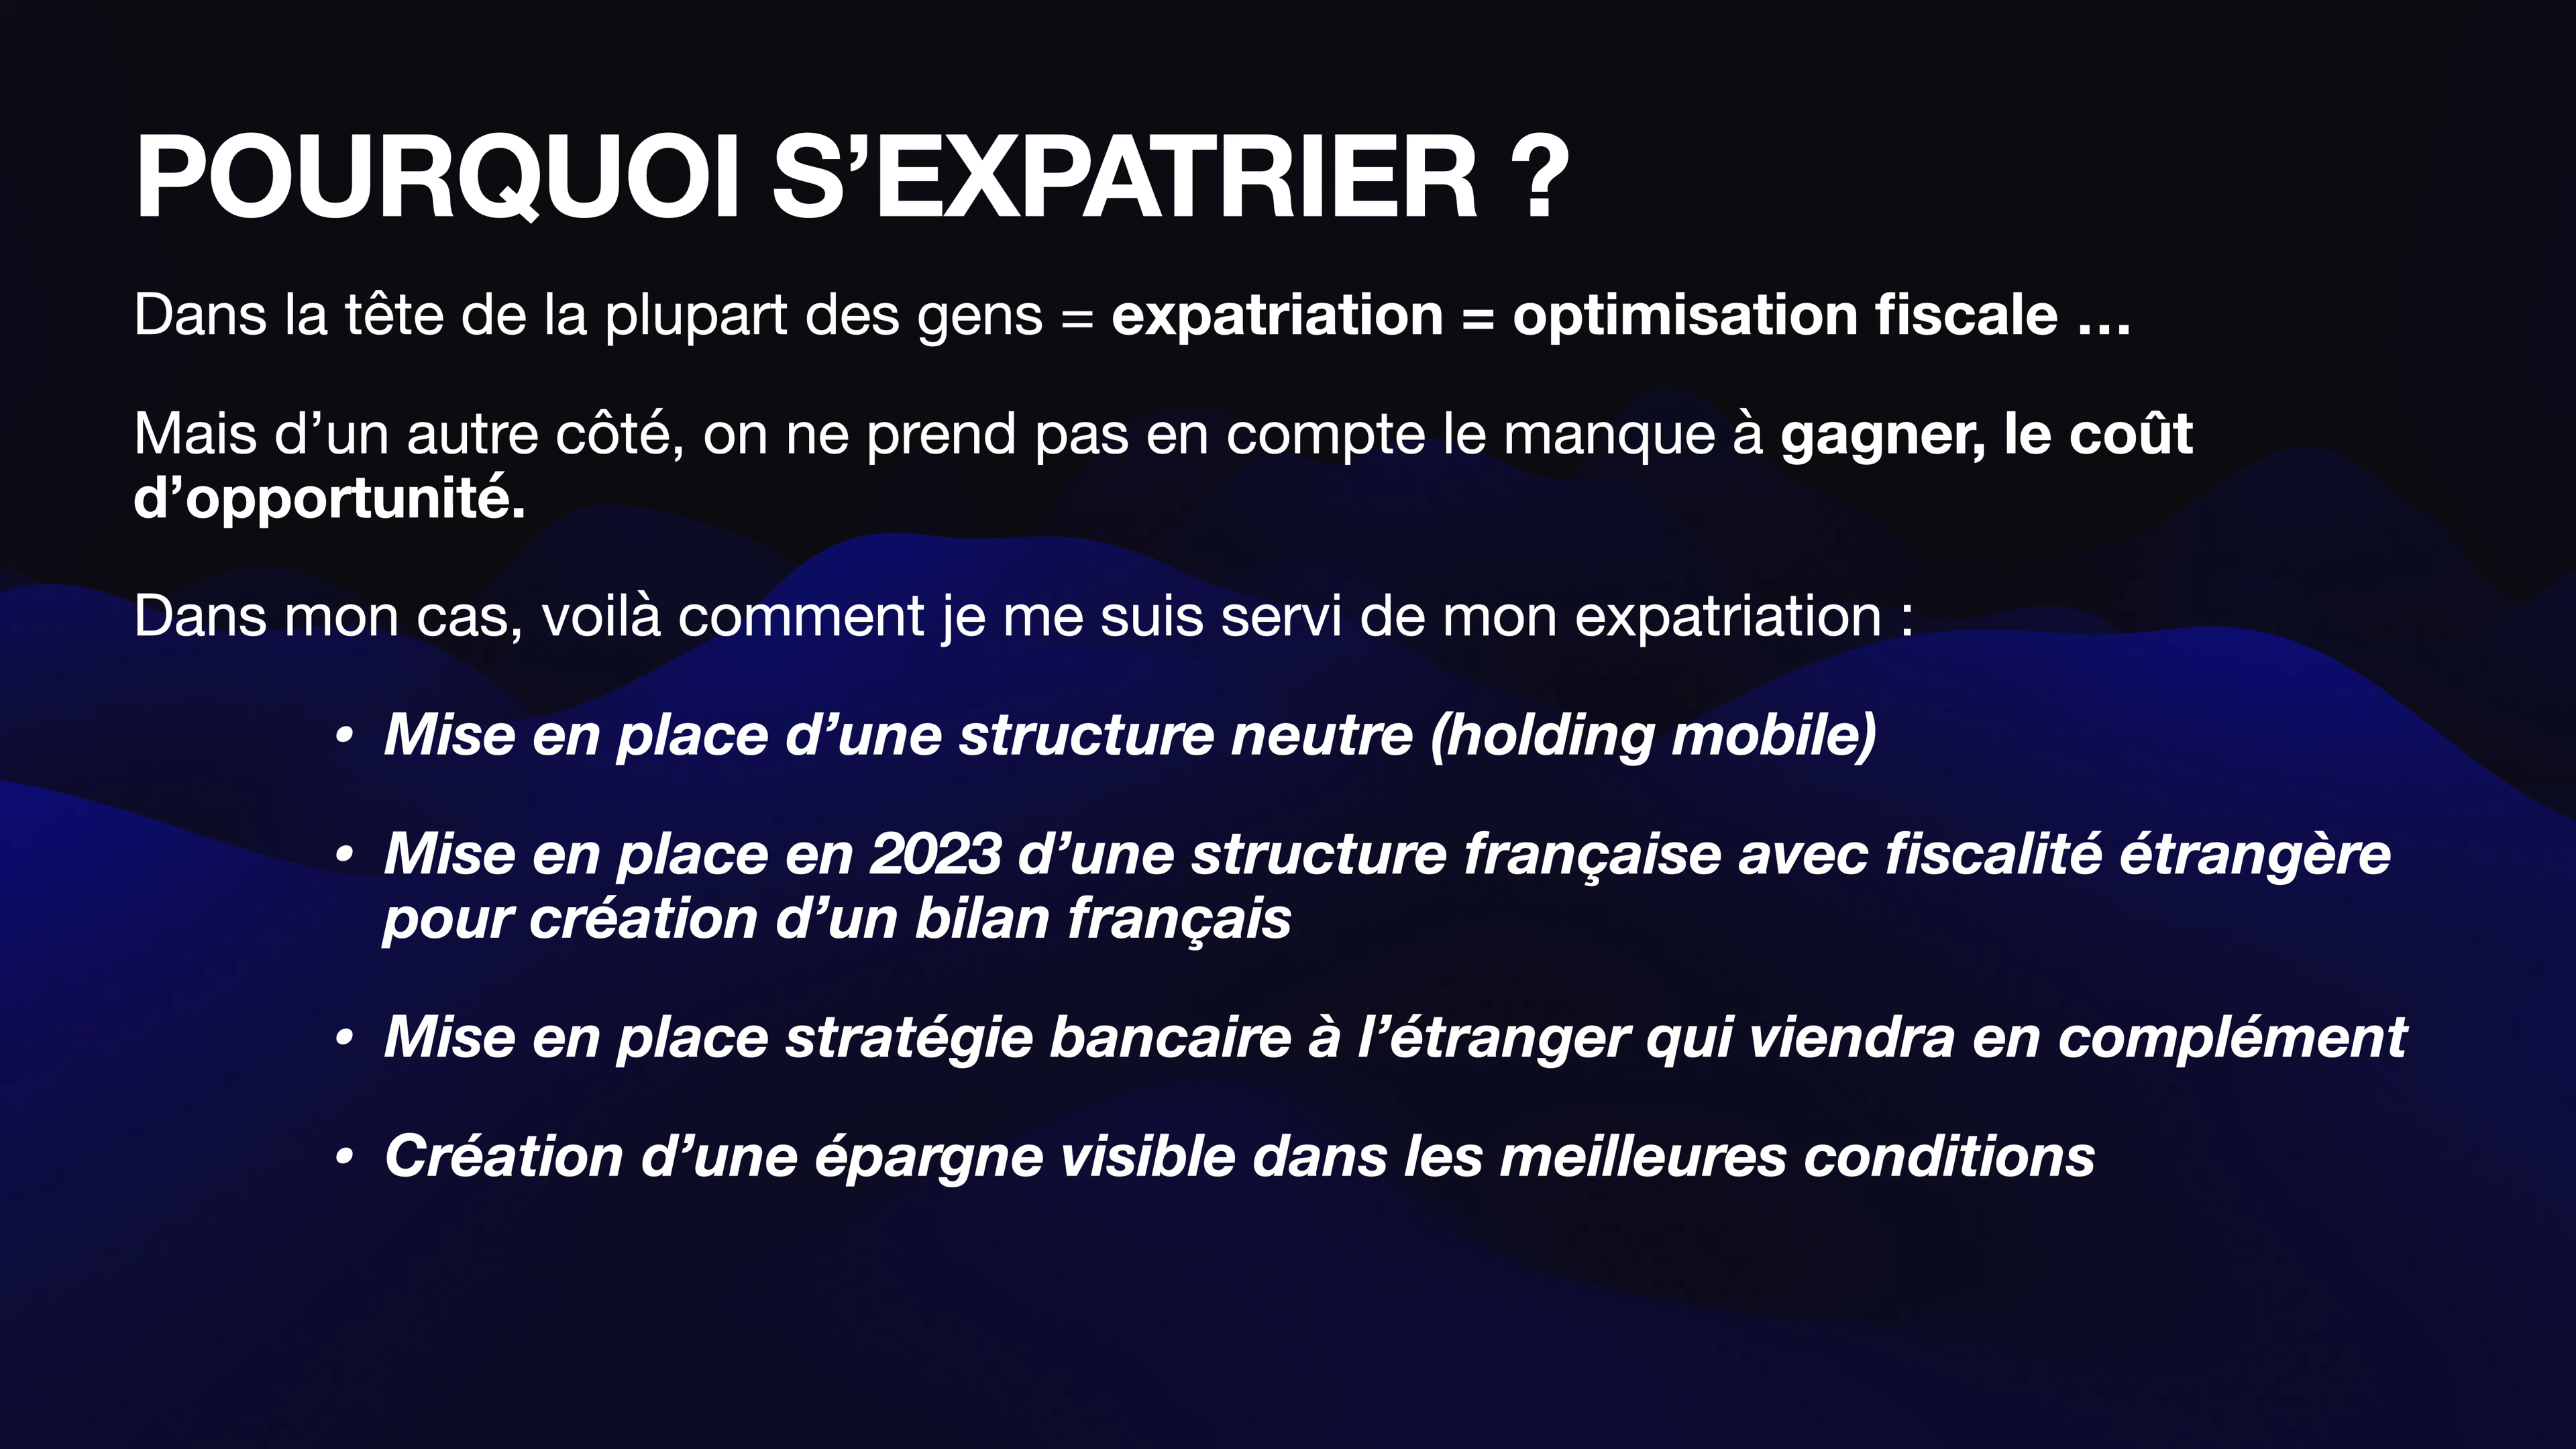 POURQUOI S’EXPATRIER ?
Dans la tête de la plupart des gens = expatriation = optimisation fiscale …
Mais d’un autre côté, on ne prend pas en compte le manque à gagner, le coût
d’opportunité.
Dans mon cas, voilà comment je me suis servi de mon expatriation :
• Mise en place d’une structure neutre (holding mobile)
• Mise en place en 2023 d’une structure française avec fiscalité étrangère
pour création d’un bilan français
• Mise en place stratégie bancaire à l’étranger qui viendra en complément
• Création d’une épargne visible dans les meilleures conditions